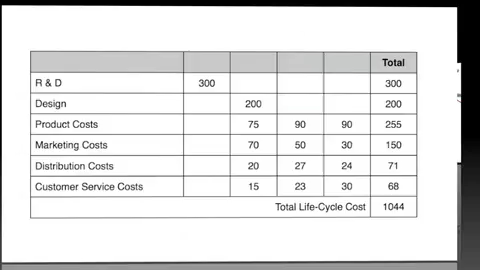 Total
R & D 300 300
Design 200 200
Product Costs 75 90 90 255
Marketing Costs 70 50 30 150
Distribution Costs 20 27 24 71
Customer Service Costs 15 23 30 68
Total Life-Cycle Cost 1044